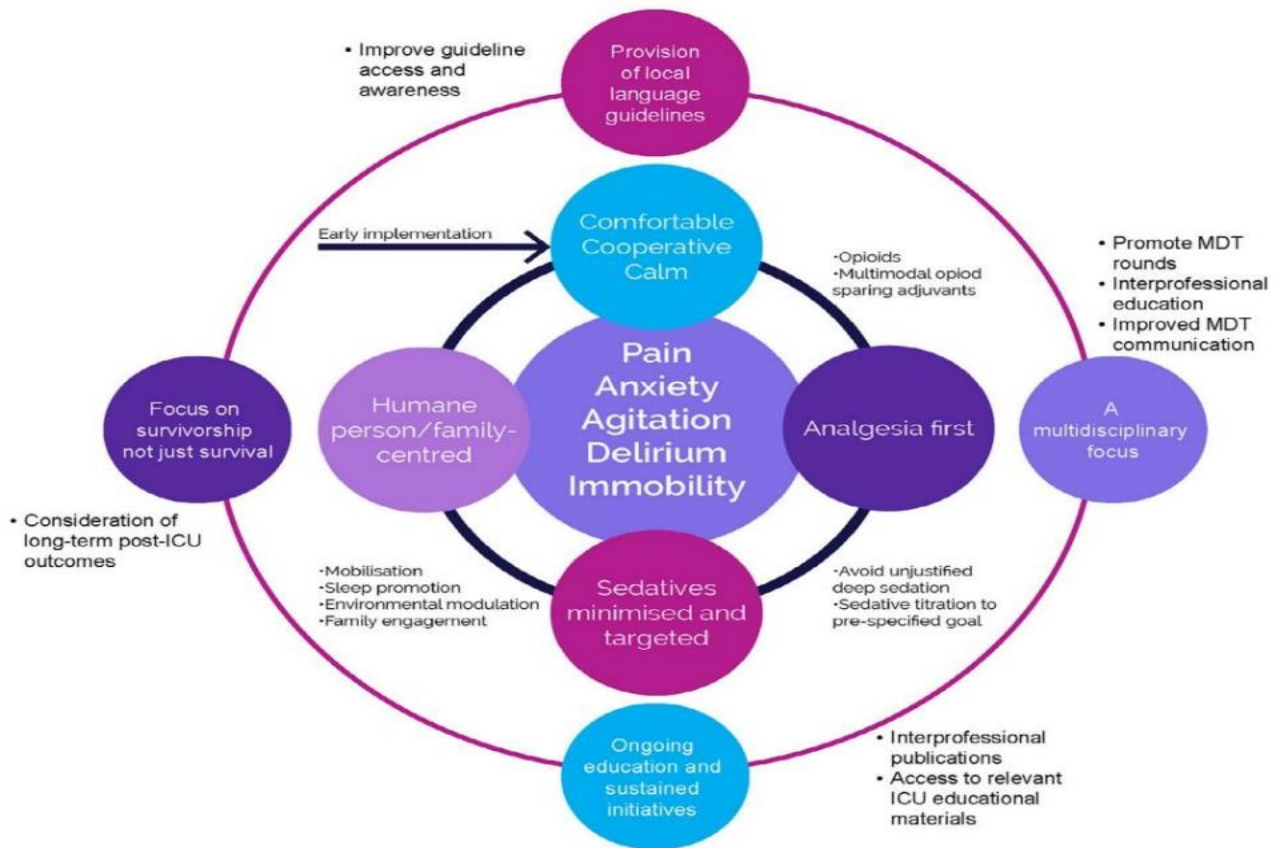 • Improve guideline
access and
awareness
Provision
of local
language
guidelines
Early implementation
Comfortable
Cooperative
Calm
•Opioids
•Multimodal opiod
sparing adjuvants
• Promote MDT
rounds
• Interprofessional
education
• Improved MDT
communication
Focus on
survivorship
not just survival
Humane
person/family-
centred
Pain
Anxiety
Agitation
Delirium
Immobility
Analgesia first
A
multidisciplinary
focus
• Consideration of
long-term post-ICU
outcomes
•Mobilisation
•Sleep promotion
•Environmental modulation
•Family engagement
Sedatives
minimised and
targeted
•Avoid unjustified
deep sedation
•Sedative titration to
pre-specified goal
Ongoing
education and
sustained
initiatives
• Interprofessional
publications
• Access to relevant
ICU educational
materials